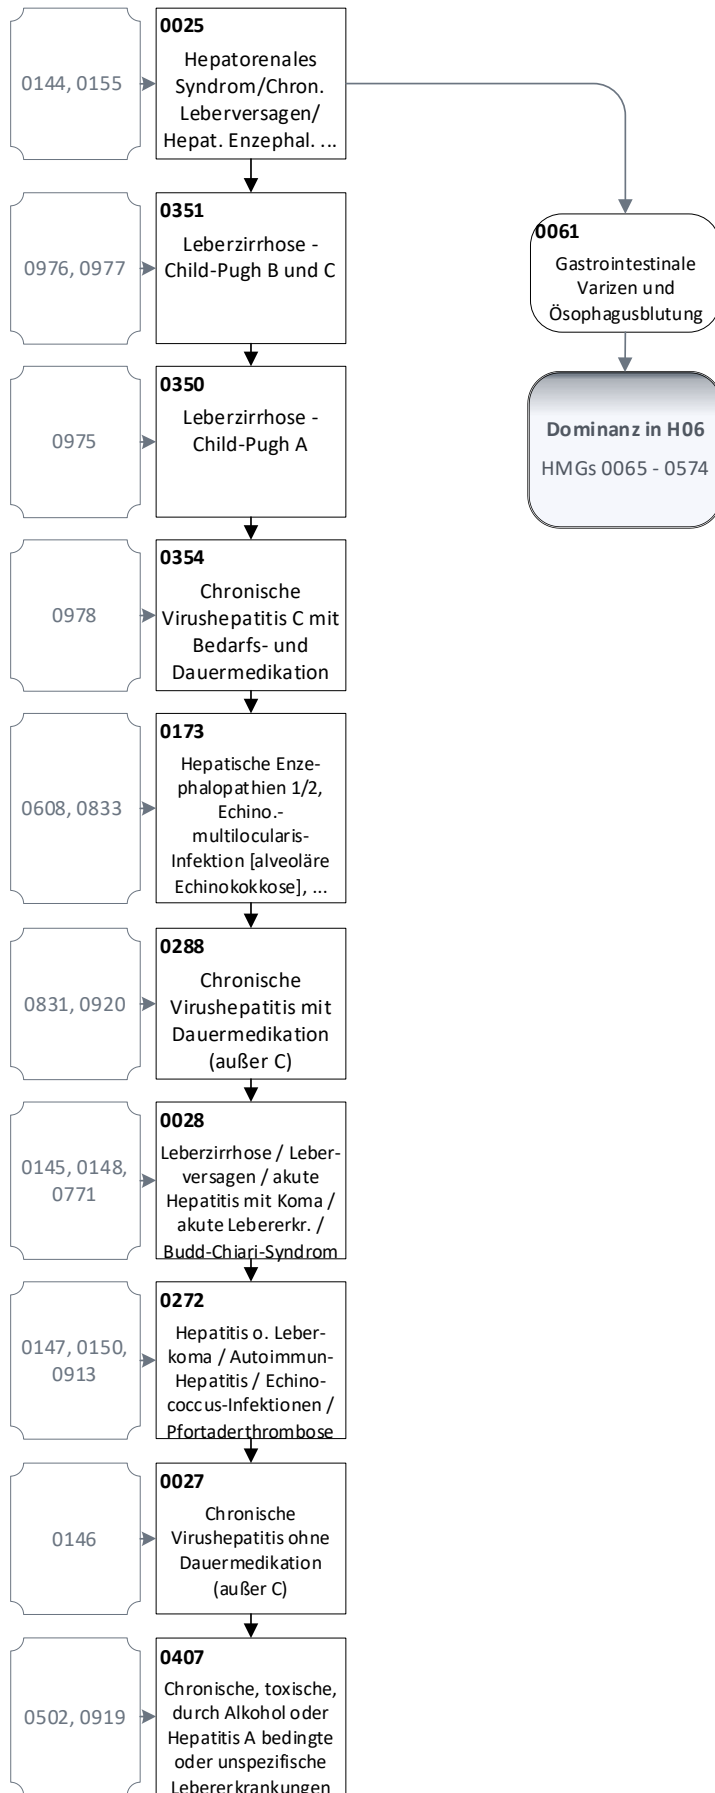 0144, 0155
0025
Hepatorenales
Syndrom/Chron.
Leberversagen/
Hepat. Enzephal. ...
0976, 0977
0351
Leberzirrhose -
Child-Pugh B und C
0061
Gastrointestinale
Varizen und
Ösophagusblutung
0975
0350
Leberzirrhose -
Child-Pugh A
Dominanz in H06
HMGs 0065 - 0574
0978
0354
Chronische
Virushepatitis C mit
Bedarfs- und
Dauermedikation
0608, 0833
0173
Hepatische Enze-
phalopathien 1/2,
Echino.-
multilocularis-
Infektion [alveoläre
Echinokokkose], ...
0831, 0920
0288
Chronische
Virushepatitis mit
Dauermedikation
(außer C)
0145, 0148,
0771
0028
Leberzirrhose / Leber-
versagen / akute
Hepatitis mit Koma /
akute Lebererkr. /
Budd-Chiari-Syndrom
0147, 0150,
0913
0272
Hepatitis o. Leber-
koma / Autoimmun-
Hepatitis / Echino-
coccus-Infektionen /
Pfortaderthrombose
0146
0027
Chronische
Virushepatitis ohne
Dauermedikation
(außer C)
0502, 0919
0407
Chronische, toxische,
durch Alkohol oder
Hepatitis A bedingte
oder unspezifische
Lebererkrankungen